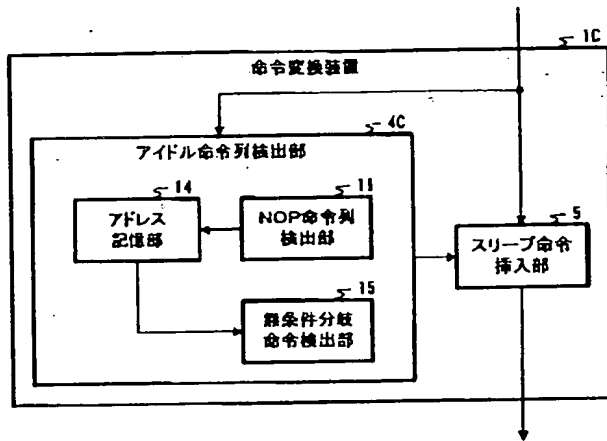 1C
命令変換装置
4C
アイドル命令列検出部
14
アドレス
記憶部
11
NOP命令列
検出部
5
スリープ命令
挿入部
15
無条件分岐
命令検出部